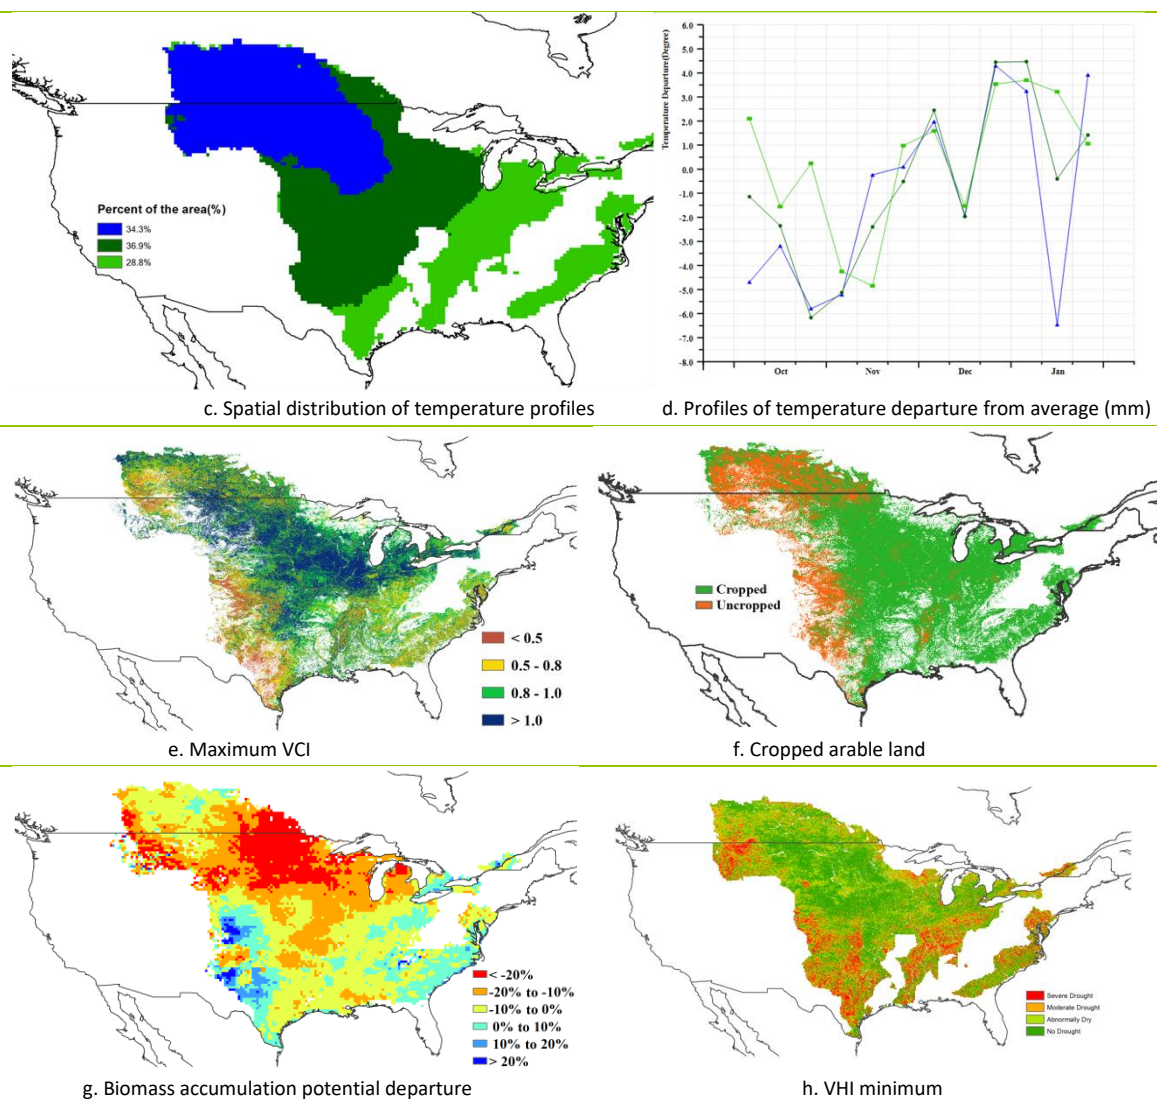 Percent of the area(%)
34.3%
36.9%
28.8%
Temperature Departure(Degree)
6.0
5.0
4.0
3.0
2.0
1.0
0.0
-1.0
-2.0
-3.0
-4.0
-5.0
-6.0
-7.0
-8.0
Oct Nov Dec Jan
c. Spatial distribution of temperature profiles
d. Profiles of temperature departure from average (mm)
< 0.5
0.5 - 0.8
0.8 - 1.0
> 1.0
Cropped
Uncropped
e. Maximum VCI
f. Cropped arable land
< -20%
-20% to -10%
-10% to 0%
0% to 10%
10% to 20%
> 20%
Severe Drought
Moderate Drought
Abnormally Dry
No Drought
g. Biomass accumulation potential departure
h. VHI minimum